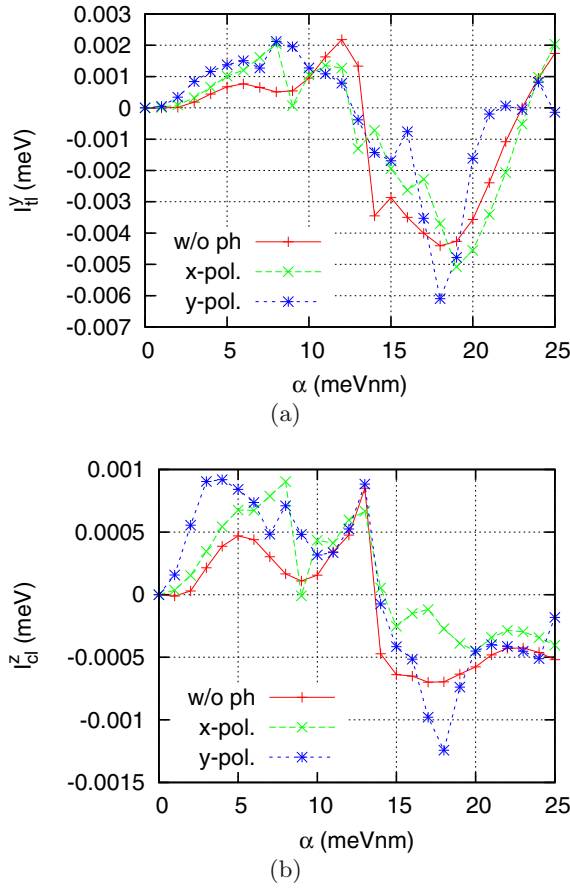 0.003
0.002
0.001
0
-0.001
-0.002
-0.003
-0.004
-0.005
-0.006
-0.007
I_tl^y (meV)
w/o ph
x-pol.
y-pol.
0 5 10 15 20 25
α (meVnm)
(a)
0.001
0.0005
0
-0.0005
-0.001
-0.0015
I_cl^z (meV)
w/o ph
x-pol.
y-pol.
0 5 10 15 20 25
α (meVnm)
(b)